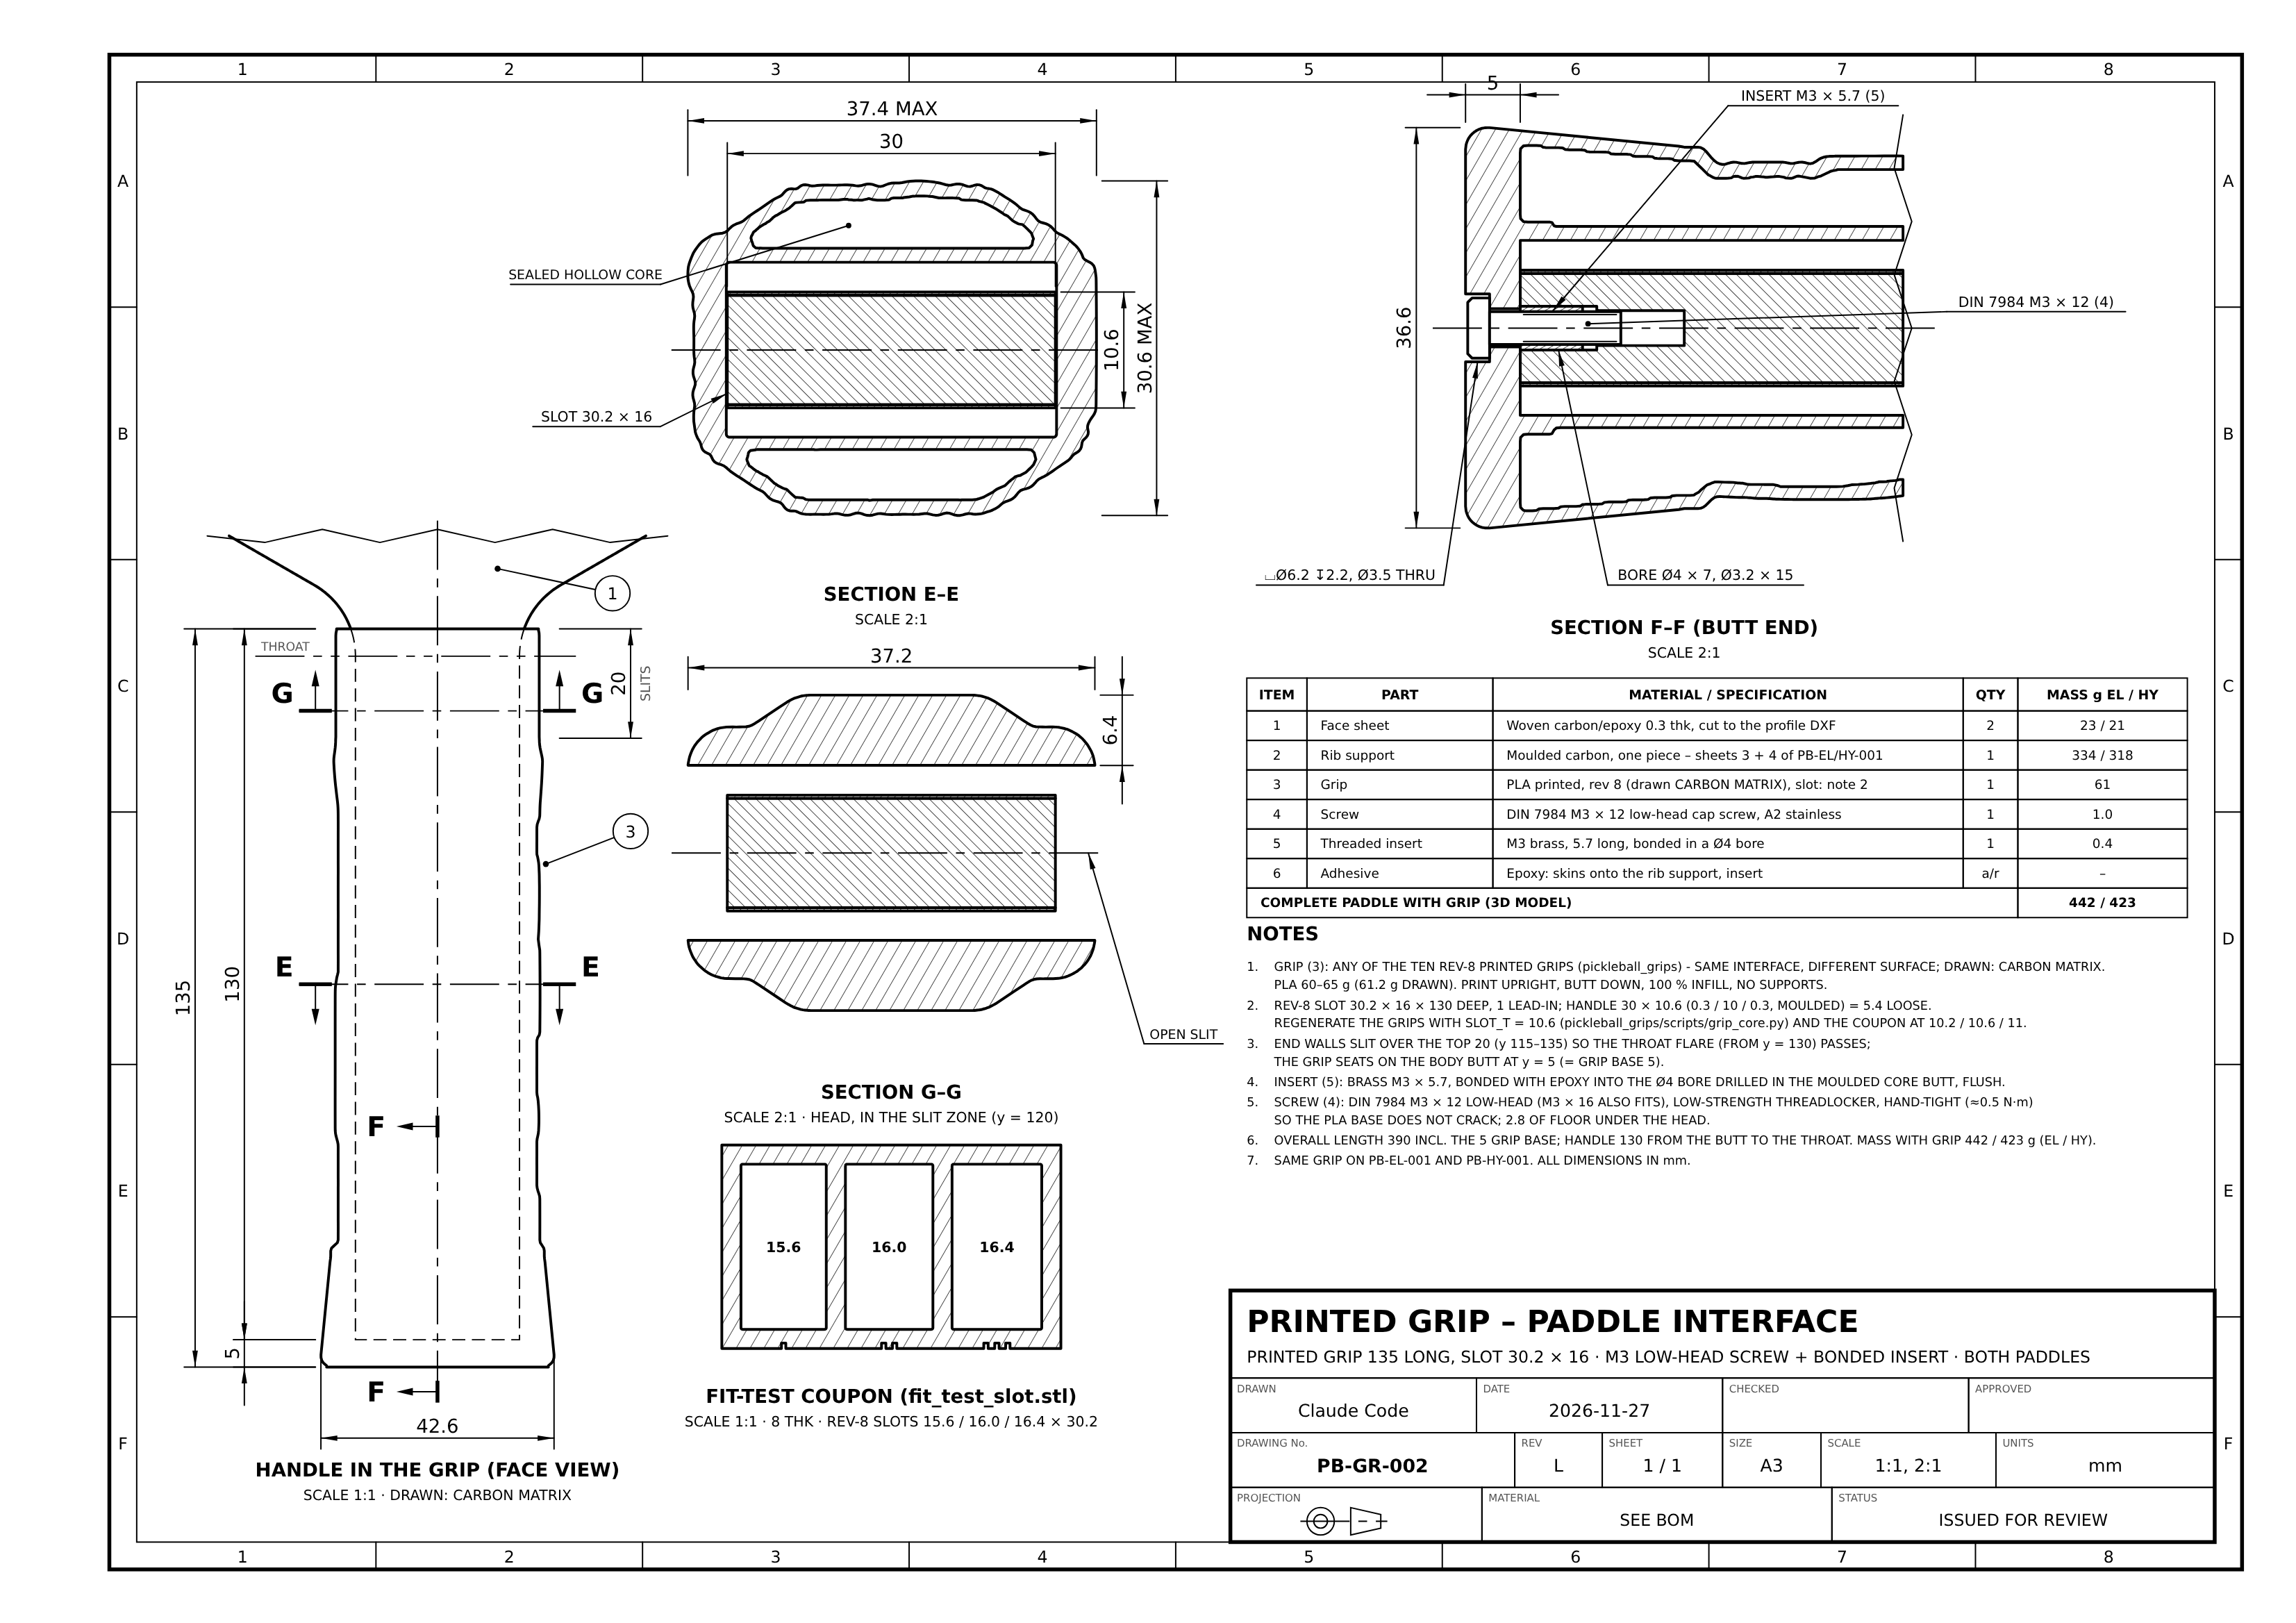 1 2 3 4 5 6 7 8
A B C D E F
A B C D E F
1 2 3 4 5 6 7 8
37.4 MAX
30
SEALED HOLLOW CORE
SLOT 30.2 × 16
10.6
30.6 MAX
SECTION E–E
SCALE 2:1
5
INSERT M3 × 5.7 (5)
DIN 7984 M3 × 12 (4)
36.6
⌴Ø6.2 ↧2.2, Ø3.5 THRU
BORE Ø4 × 7, Ø3.2 × 15
SECTION F–F (BUTT END)
SCALE 2:1
1
THROAT
G G
20
SLITS
3
135
130
E E
F
5
F
42.6
HANDLE IN THE GRIP (FACE VIEW)
SCALE 1:1 · DRAWN: CARBON MATRIX
37.2
6.4
OPEN SLIT
SECTION G–G
SCALE 2:1 · HEAD, IN THE SLIT ZONE (y = 120)
15.6 16.0 16.4
FIT-TEST COUPON (fit_test_slot.stl)
SCALE 1:1 · 8 THK · REV-8 SLOTS 15.6 / 16.0 / 16.4 × 30.2
ITEM PART MATERIAL / SPECIFICATION QTY MASS g EL / HY
1 Face sheet Woven carbon/epoxy 0.3 thk, cut to the profile DXF 2 23 / 21
2 Rib support Moulded carbon, one piece – sheets 3 + 4 of PB-EL/HY-001 1 334 / 318
3 Grip PLA printed, rev 8 (drawn CARBON MATRIX), slot: note 2 1 61
4 Screw DIN 7984 M3 × 12 low-head cap screw, A2 stainless 1 1.0
5 Threaded insert M3 brass, 5.7 long, bonded in a Ø4 bore 1 0.4
6 Adhesive Epoxy: skins onto the rib support, insert a/r –
COMPLETE PADDLE WITH GRIP (3D MODEL) 442 / 423
NOTES
1. GRIP (3): ANY OF THE TEN REV-8 PRINTED GRIPS (pickleball_grips) - SAME INTERFACE, DIFFERENT SURFACE; DRAWN: CARBON MATRIX.
PLA 60–65 g (61.2 g DRAWN). PRINT UPRIGHT, BUTT DOWN, 100 % INFILL, NO SUPPORTS.
2. REV-8 SLOT 30.2 × 16 × 130 DEEP, 1 LEAD-IN; HANDLE 30 × 10.6 (0.3 / 10 / 0.3, MOULDED) = 5.4 LOOSE.
REGENERATE THE GRIPS WITH SLOT_T = 10.6 (pickleball_grips/scripts/grip_core.py) AND THE COUPON AT 10.2 / 10.6 / 11.
3. END WALLS SLIT OVER THE TOP 20 (y 115–135) SO THE THROAT FLARE (FROM y = 130) PASSES;
THE GRIP SEATS ON THE BODY BUTT AT y = 5 (= GRIP BASE 5).
4. INSERT (5): BRASS M3 × 5.7, BONDED WITH EPOXY INTO THE Ø4 BORE DRILLED IN THE MOULDED CORE BUTT, FLUSH.
5. SCREW (4): DIN 7984 M3 × 12 LOW-HEAD (M3 × 16 ALSO FITS), LOW-STRENGTH THREADLOCKER, HAND-TIGHT (≈0.5 N·m)
SO THE PLA BASE DOES NOT CRACK; 2.8 OF FLOOR UNDER THE HEAD.
6. OVERALL LENGTH 390 INCL. THE 5 GRIP BASE; HANDLE 130 FROM THE BUTT TO THE THROAT. MASS WITH GRIP 442 / 423 g (EL / HY).
7. SAME GRIP ON PB-EL-001 AND PB-HY-001. ALL DIMENSIONS IN mm.
PRINTED GRIP – PADDLE INTERFACE
PRINTED GRIP 135 LONG, SLOT 30.2 × 16 · M3 LOW-HEAD SCREW + BONDED INSERT · BOTH PADDLES
DRAWN DATE CHECKED APPROVED
Claude Code 2026-11-27
DRAWING No. REV SHEET SIZE SCALE UNITS
PB-GR-002 L 1 / 1 A3 1:1, 2:1 mm
PROJECTION MATERIAL STATUS
SEE BOM ISSUED FOR REVIEW